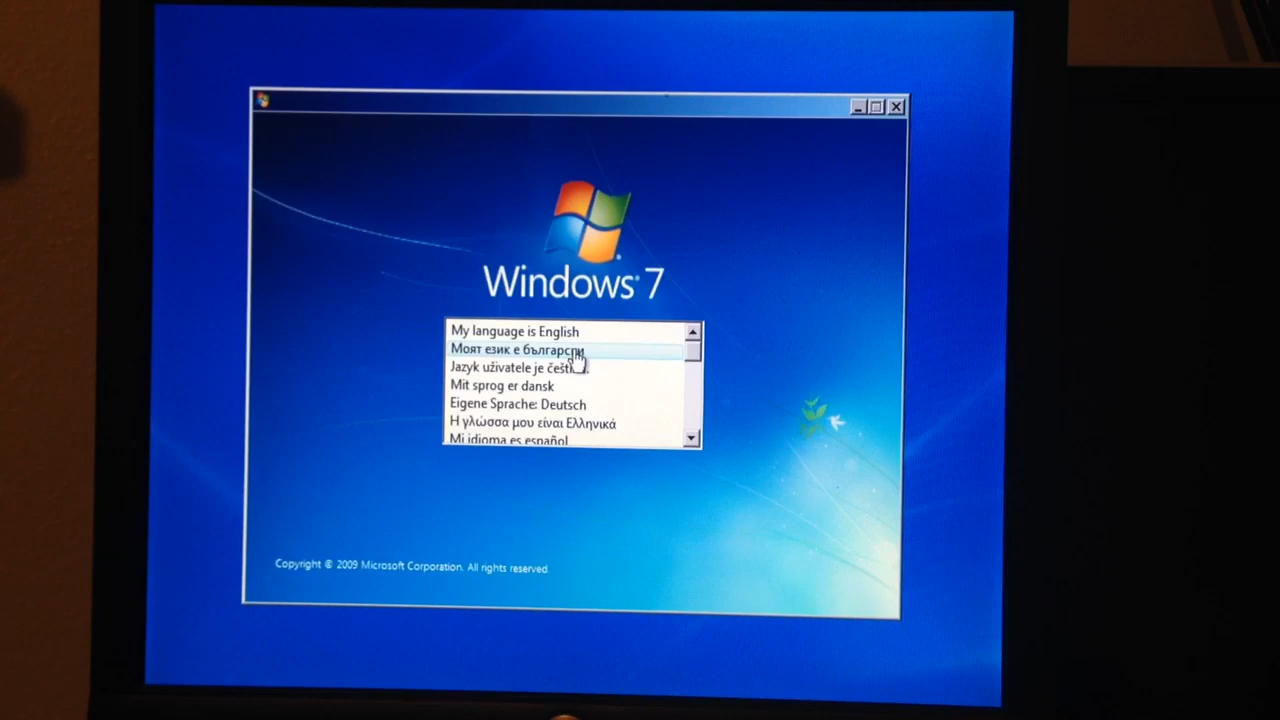 Windows 7
My language is English
Моят език е български
Jazyk uživatele je
Mit sprog er dansk
Eigene Sprache: Deutsch
Η γλώσσα μου είναι Ελληνικά
Mi idioma es español
Copyright © 2009 Microsoft Corporation. All rights reserved.